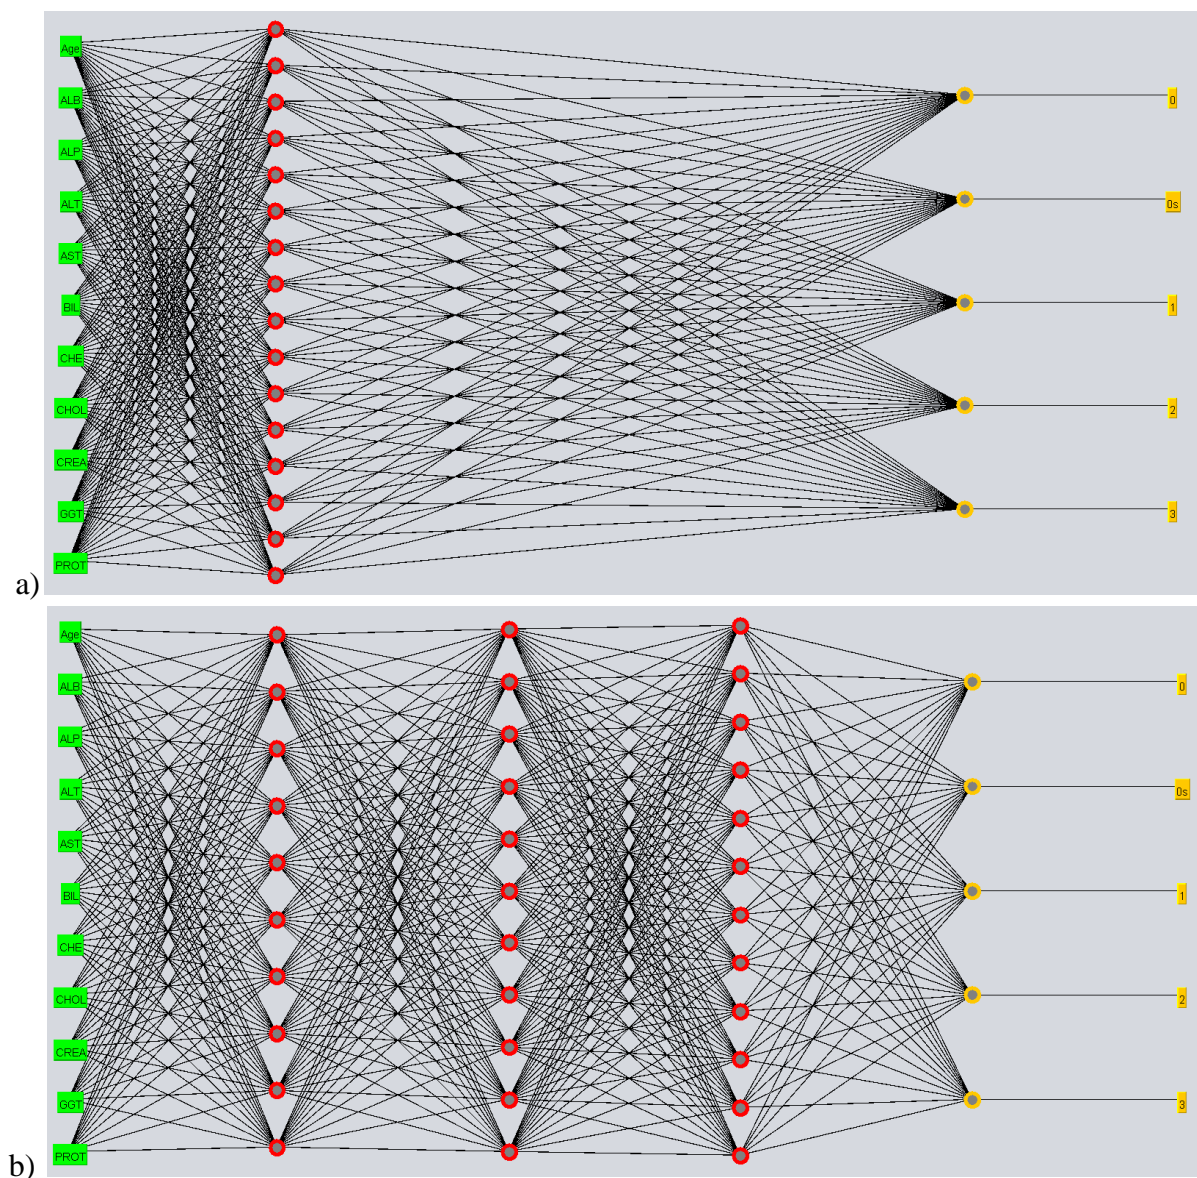 Age
0
ALB
ALP
ALT
0s
AST
BIL
1
CHE
CHOL
2
CREA
GGT
3
PROT
a)
Age
ALB
0
ALP
ALT
0s
AST
BIL
1
CHE
CHOL
2
CREA
GGT
3
PROT
b)